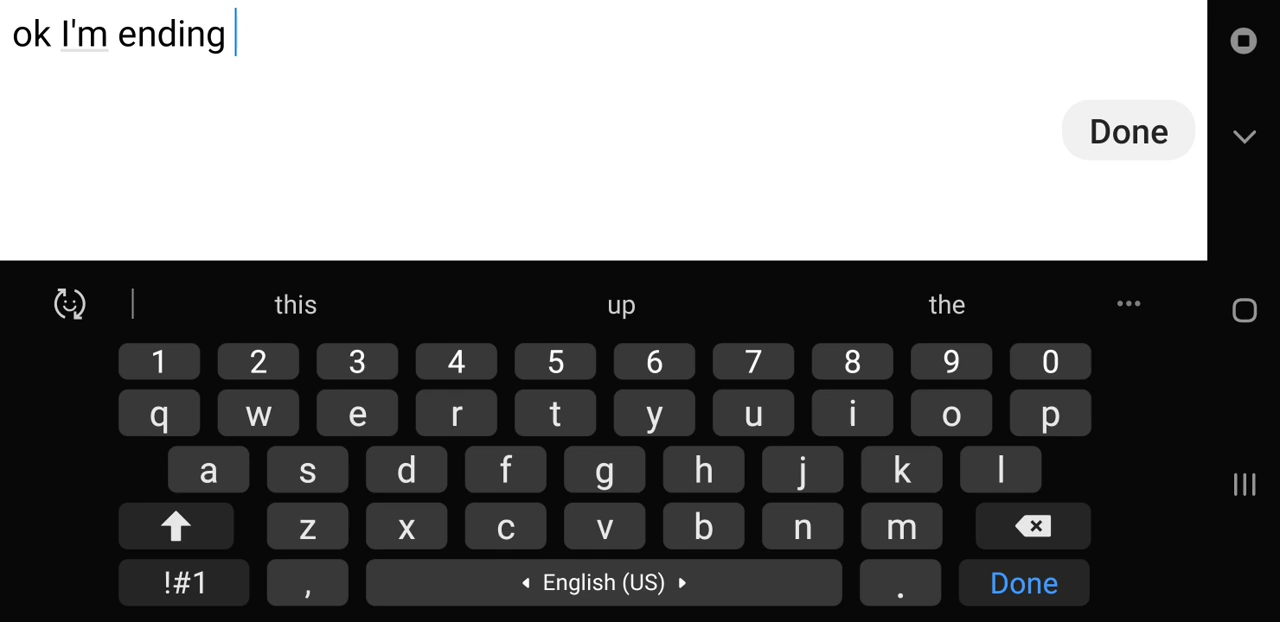 ok I'm ending
Done
this up the
1 2 3 4 5 6 7 8 9 0
q w e r t y u i o p
a s d f g h j k l
z x c v b n m
!#1 , English (US) . Done